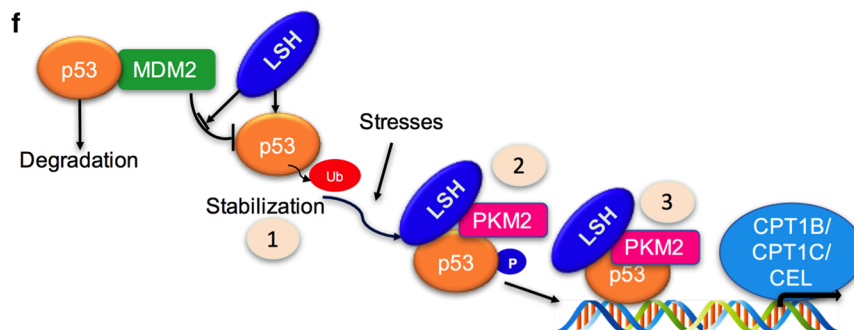 f
p53
MDM2
LSH
Degradation
p53
Ub
Stabilization
1
Stresses
2
LSH
PKM2
p53
P
3
LSH
PKM2
p53
CPT1B/
CPT1C/
CEL